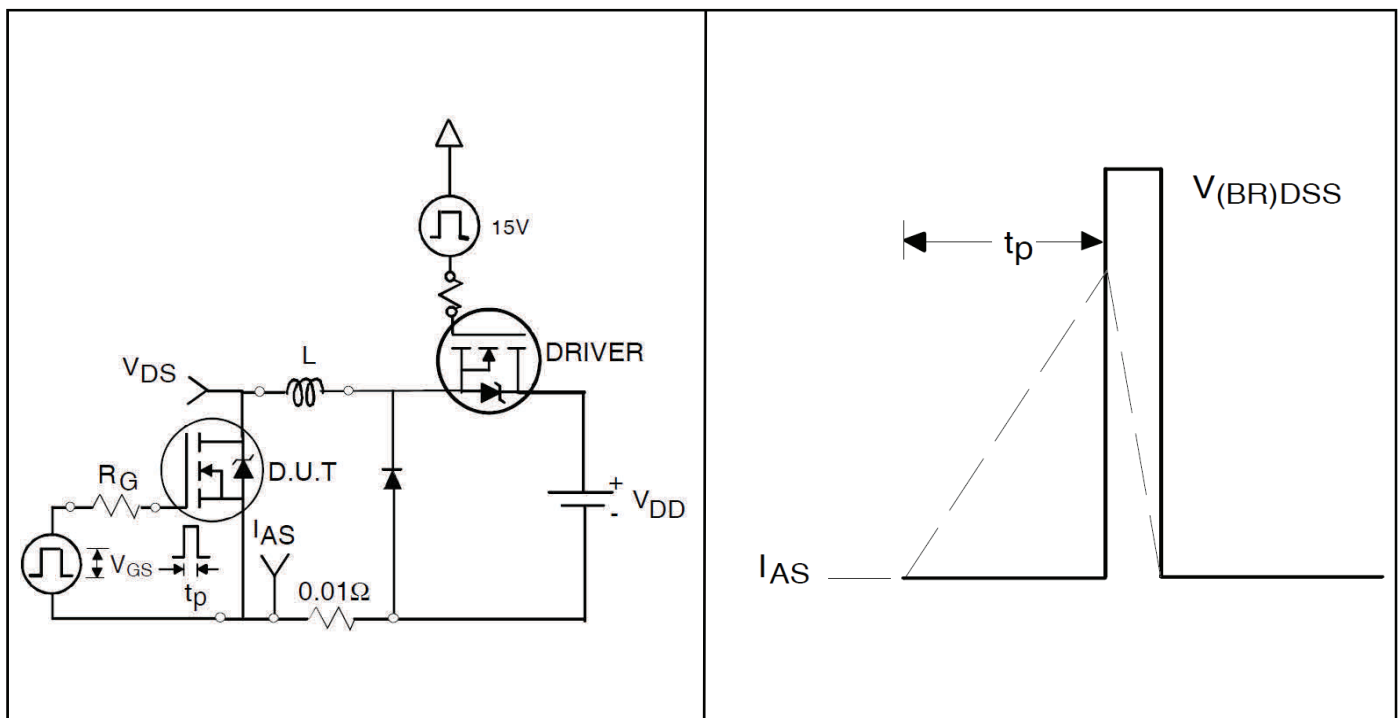 15V
DRIVER
L
VDS
D.U.T
RG
+
VDD
-
IAS
VGS
tp
0.01Ω
V(BR)DSS
tp
IAS